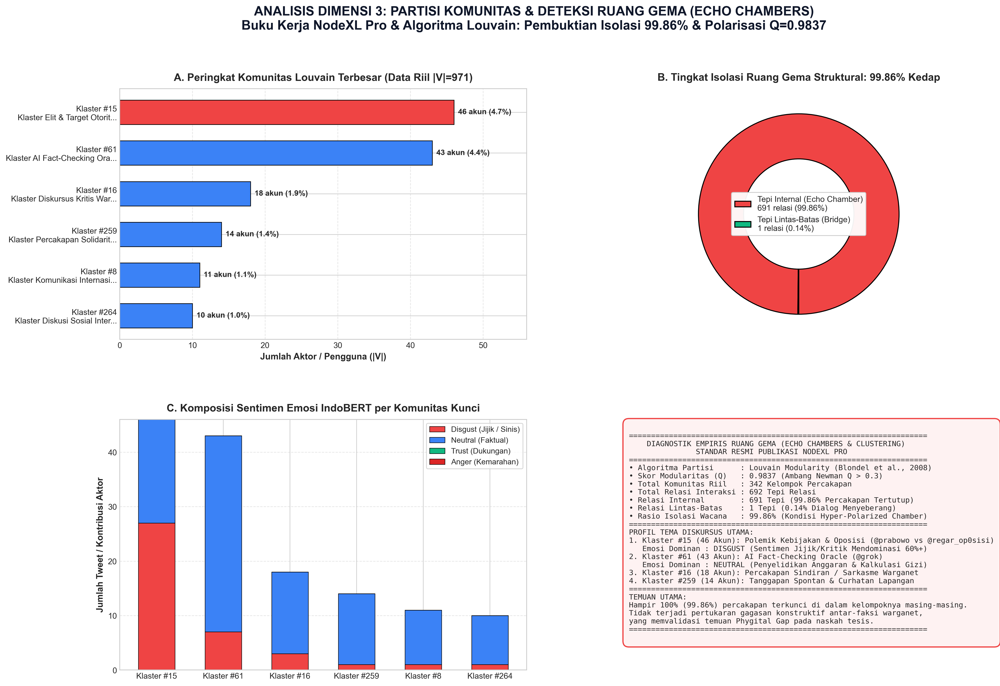 ANALISIS DIMENSI 3: PARTISI KOMUNITAS & DETEKSI RUANG GEMA (ECHO CHAMBERS)
Buku Kerja NodeXL Pro & Algoritma Louvain: Pembuktian Isolasi 99.86% & Polarisasi Q=0.9837
A. Peringkat Komunitas Louvain Terbesar (Data Riil |V|=971)
Klaster #15
Klaster Elit & Target Otorit...
46 akun (4.7%)
Klaster #61
Klaster AI Fact-Checking Ora...
43 akun (4.4%)
Klaster #16
Klaster Diskursus Kritis War...
18 akun (1.9%)
Klaster #259
Klaster Percakapan Solidarit...
14 akun (1.4%)
Klaster #8
Klaster Komunikasi Internasi...
11 akun (1.1%)
Klaster #264
Klaster Diskusi Sosial Inter...
10 akun (1.0%)
0 10 20 30 40 50
Jumlah Aktor / Pengguna (|V|)
B. Tingkat Isolasi Ruang Gema Struktural: 99.86% Kedap
Tepi Internal (Echo Chamber)
691 relasi (99.86%)
Tepi Lintas-Batas (Bridge)
1 relasi (0.14%)
C. Komposisi Sentimen Emosi IndoBERT per Komunitas Kunci
Jumlah Tweet / Kontribusi Aktor
40
30
20
10
0
Disgust (Jijik / Sinis)
Neutral (Faktual)
Trust (Dukungan)
Anger (Kemarahan)
Klaster #15 Klaster #61 Klaster #16 Klaster #259 Klaster #8 Klaster #264
===================================================================
DIAGNOSTIK EMPIRIS RUANG GEMA (ECHO CHAMBERS & CLUSTERING)
STANDAR RESMI PUBLIKASI NODEXL PRO
===================================================================
• Algoritma Partisi : Louvain Modularity (Blondel et al., 2008)
• Skor Modularitas (Q) : 0.9837 (Ambang Newman Q > 0.3)
• Total Komunitas Riil : 342 Kelompok Percakapan
• Total Relasi Interaksi : 692 Tepi Relasi
• Relasi Internal : 691 Tepi (99.86% Percakapan Tertutup)
• Relasi Lintas-Batas : 1 Tepi (0.14% Dialog Menyeberang)
• Rasio Isolasi Wacana : 99.86% (Kondisi Hyper-Polarized Chamber)
===================================================================
PROFIL TEMA DISKURSUS UTAMA:
1. Klaster #15 (46 Akun): Polemik Kebijakan & Oposisi (@prabowo vs @regar_op0sisi)
Emosi Dominan : DISGUST (Sentimen Jijik/Kritik Mendominasi 60%+)
2. Klaster #61 (43 Akun): AI Fact-Checking Oracle (@grok)
Emosi Dominan : NEUTRAL (Penyelidikan Anggaran & Kalkulasi Gizi)
3. Klaster #16 (18 Akun): Percakapan Sindiran / Sarkasme Warganet
4. Klaster #259 (14 Akun): Tanggapan Spontan & Curhatan Lapangan
===================================================================
TEMUAN UTAMA:
Hampir 100% (99.86%) percakapan terkunci di dalam kelompoknya masing-masing.
Tidak terjadi pertukaran gagasan konstruktif antar-faksi warganet,
yang memvalidasi temuan Phygital Gap pada naskah tesis.
===================================================================